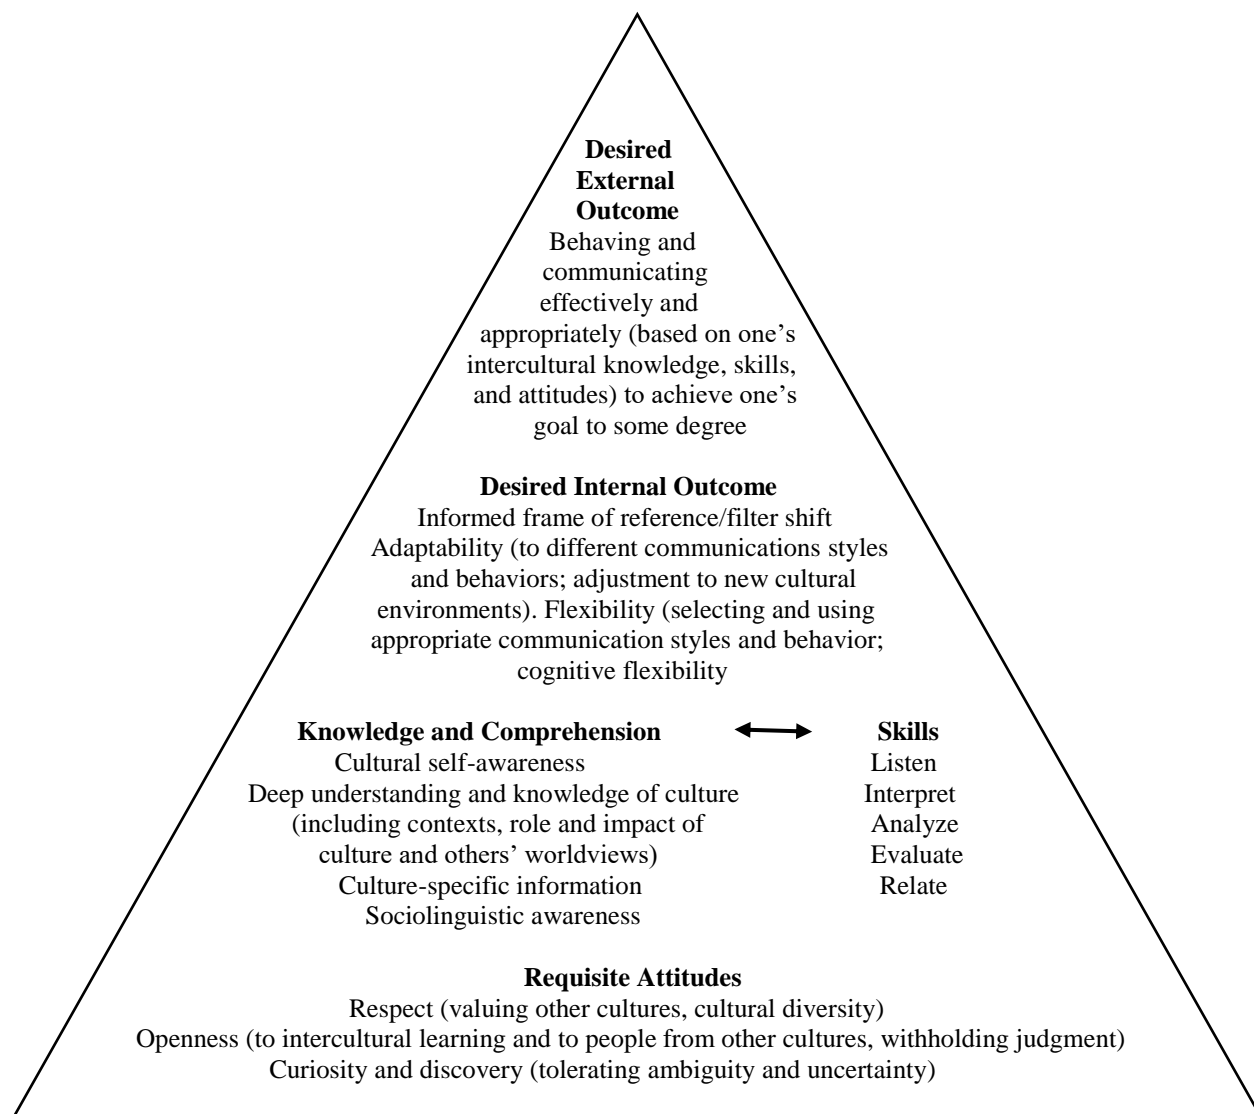 Desired
External
Outcome
Behaving and
communicating
effectively and
appropriately (based on one’s
intercultural knowledge, skills,
and attitudes) to achieve one’s
goal to some degree
Desired Internal Outcome
Informed frame of reference/filter shift
Adaptability (to different communications styles
and behaviors; adjustment to new cultural
environments). Flexibility (selecting and using
appropriate communication styles and behavior;
cognitive flexibility
Knowledge and Comprehension
Cultural self-awareness
Deep understanding and knowledge of culture
(including contexts, role and impact of
culture and others’ worldviews)
Culture-specific information
Sociolinguistic awareness
Skills
Listen
Interpret
Analyze
Evaluate
Relate
Requisite Attitudes
Respect (valuing other cultures, cultural diversity)
Openness (to intercultural learning and to people from other cultures, withholding judgment)
Curiosity and discovery (tolerating ambiguity and uncertainty)